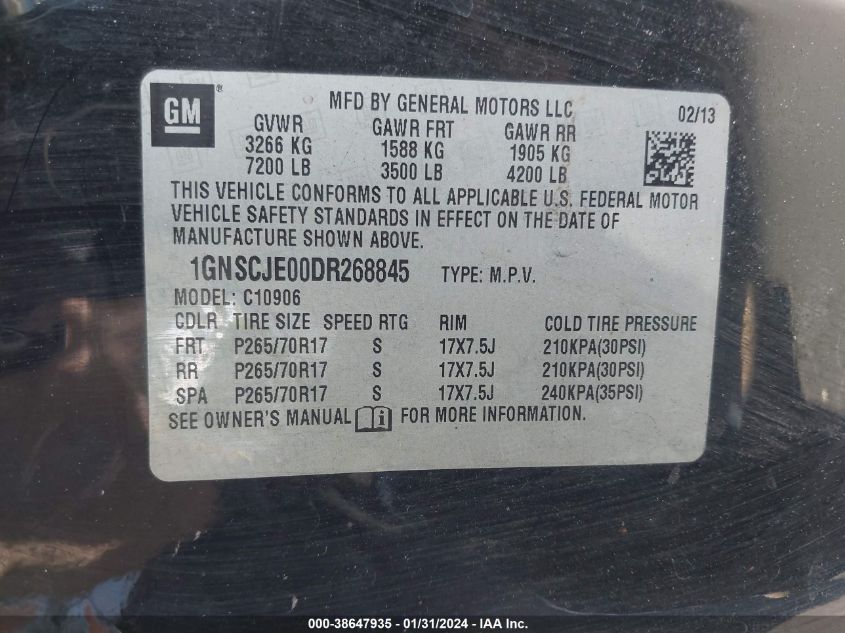 GM ®
MFD BY GENERAL MOTORS LLC
02/13
GVWR GAWR FRT GAWR RR
3266 KG 1588 KG 1905 KG
7200 LB 3500 LB 4200 LB
THIS VEHICLE CONFORMS TO ALL APPLICABLE U.S. FEDERAL MOTOR
VEHICLE SAFETY STANDARDS IN EFFECT ON THE DATE OF
MANUFACTURE SHOWN ABOVE.
1GNSCJE00DR268845 TYPE: M.P.V.
MODEL: C10906
CDLR TIRE SIZE SPEED RTG RIM COLD TIRE PRESSURE
FRT P265/70R17 S 17X7.5J 210KPA(30PSI)
RR P265/70R17 S 17X7.5J 210KPA(30PSI)
SPA P265/70R17 S 17X7.5J 240KPA(35PSI)
SEE OWNER'S MANUAL i FOR MORE INFORMATION.
000-38647935 - 01/31/2024 - IAA Inc.